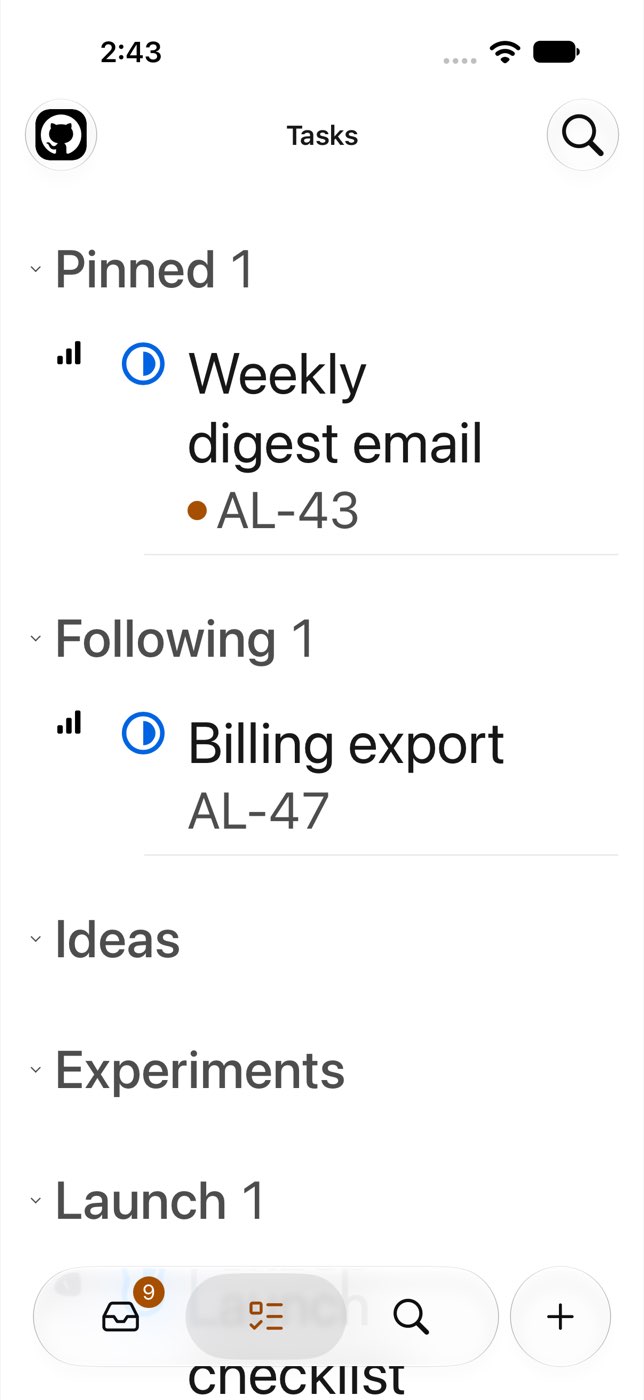 2:43
Tasks
Pinned 1
Weekly
digest email
AL-43
Following 1
Billing export
AL-47
Ideas
Experiments
Launch 1
9
Launch
checklist